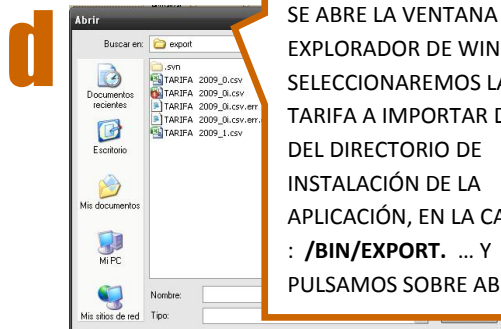 d
Abrir
Buscar en: export
.svn
TARIFA 2009_0.csv
TARIFA 2009_0i.csv
TARIFA 2009_0i.csv.err
TARIFA 2009_0i.csv.err.
TARIFA 2009_1.csv
Documentos
recientes
Escritorio
Mis documentos
Mi PC
Mis sitios de red
Nombre:
Tipo:
SE ABRE LA VENTANA
EXPLORADOR DE WIN
SELECCIONAREMOS LA
TARIFA A IMPORTAR D
DEL DIRECTORIO DE
INSTALACIÓN DE LA
APLICACIÓN, EN LA CA
: /BIN/EXPORT. ... Y
PULSAMOS SOBRE AB